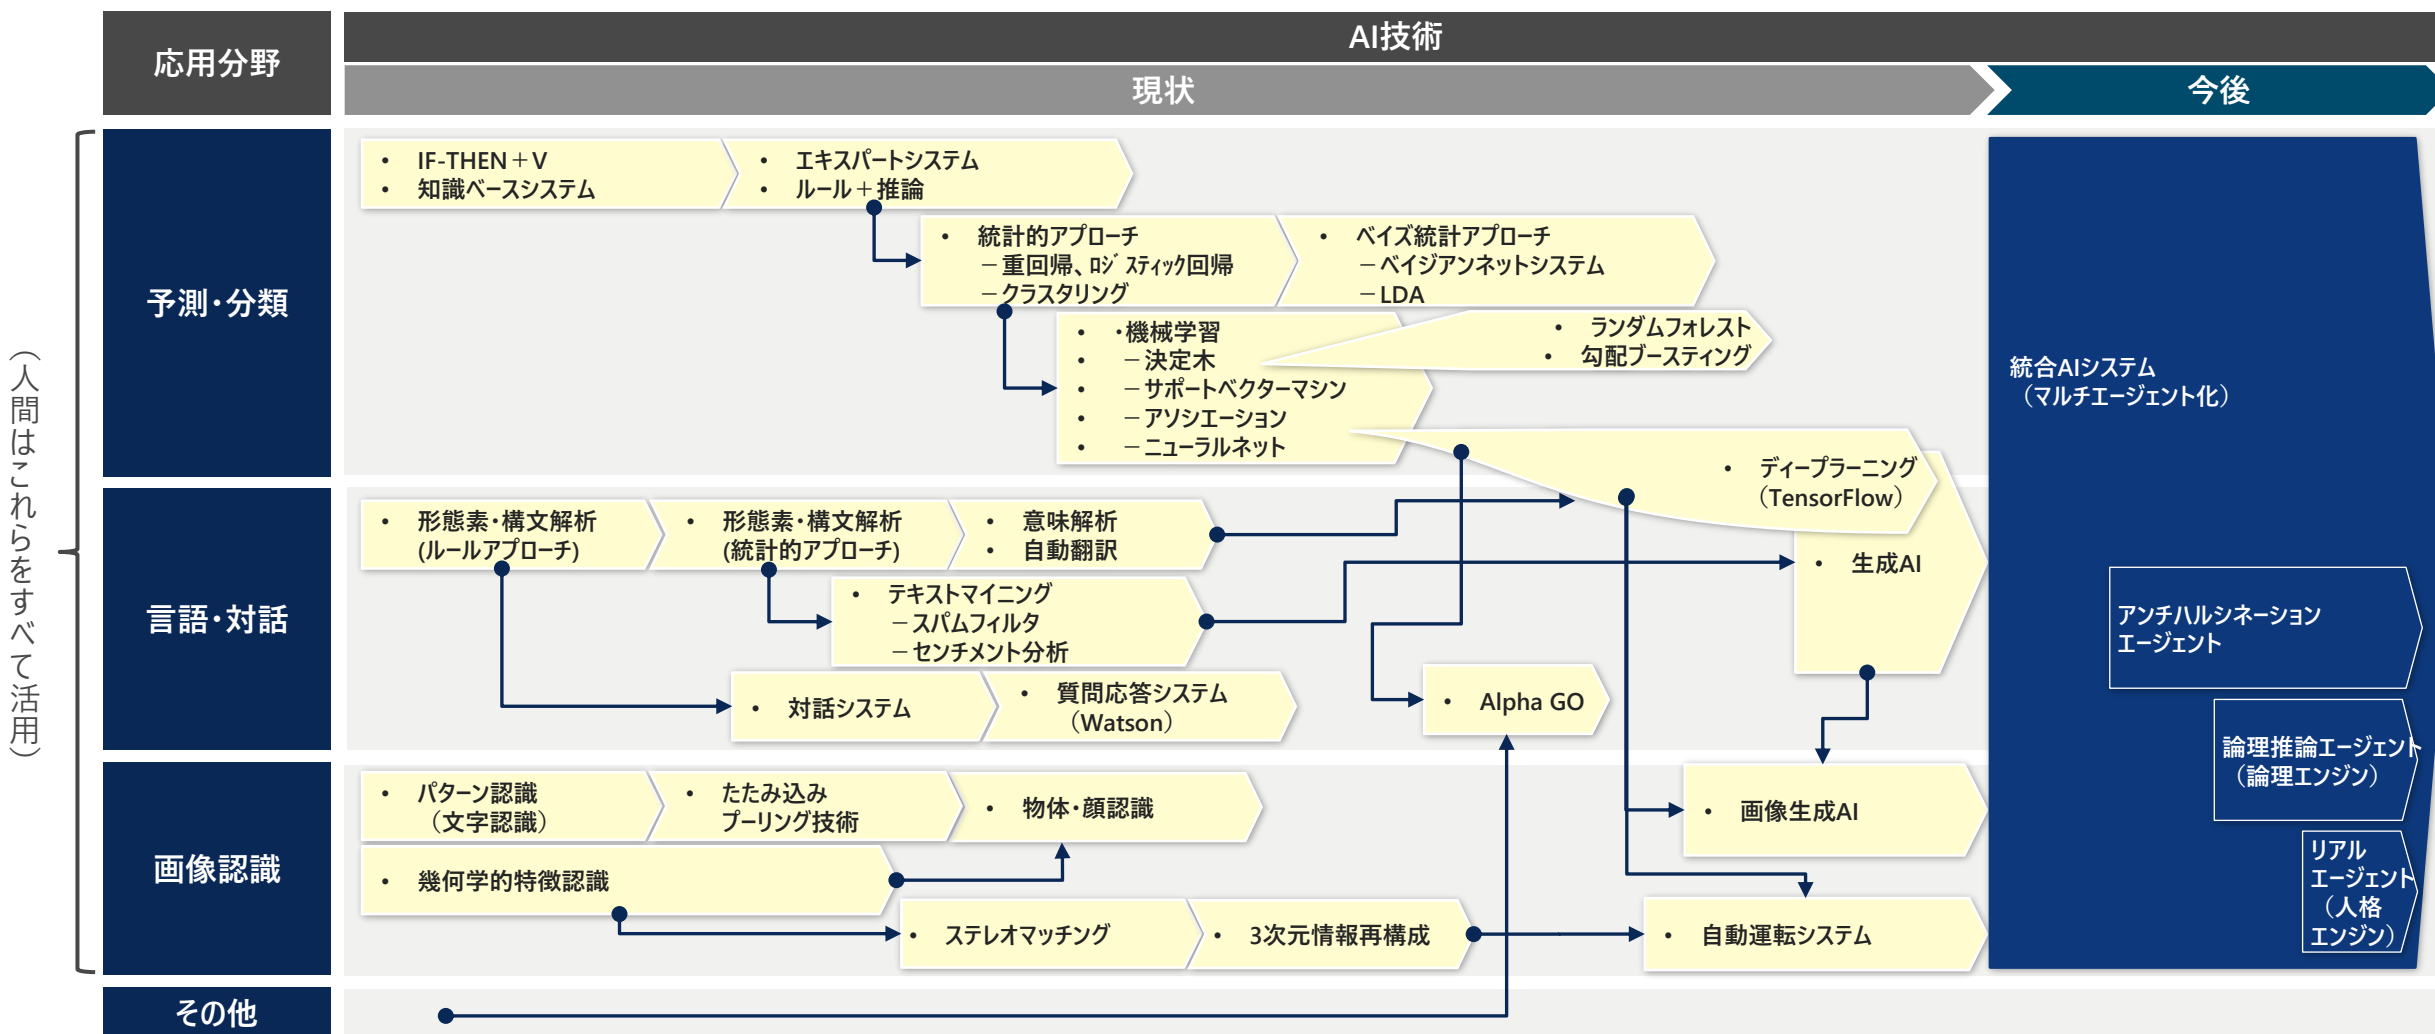 応用分野
AI技術
現状
今後
（人間はこれらをすべて活用）
予測・分類
• IF-THEN＋V
• 知識ベースシステム
• エキスパートシステム
• ルール＋推論
• 統計的アプローチ
－重回帰、ロジスティック回帰
－クラスタリング
• ベイズ統計アプローチ
－ベイジアンネットシステム
－LDA
• ・機械学習
• －決定木
• －サポートベクターマシン
• －アソシエーション
• －ニューラルネット
• ランダムフォレスト
• 勾配ブースティング
• ディープラーニング
（TensorFlow）
言語・対話
• 形態素・構文解析
(ルールアプローチ)
• 形態素・構文解析
(統計的アプローチ)
• 意味解析
• 自動翻訳
• テキストマイニング
－スパムフィルタ
－センチメント分析
• 対話システム
• 質問応答システム
（Watson）
• Alpha GO
• 生成AI
画像認識
• パターン認識
（文字認識）
• たたみ込み
プーリング技術
• 物体・顔認識
• 幾何学的特徴認識
• ステレオマッチング
• 3次元情報再構成
• 画像生成AI
• 自動運転システム
その他
統合AIシステム
（マルチエージェント化）
アンチハルシネーション
エージェント
論理推論エージェント
（論理エンジン）
リアル
エージェント
（人格
エンジン）